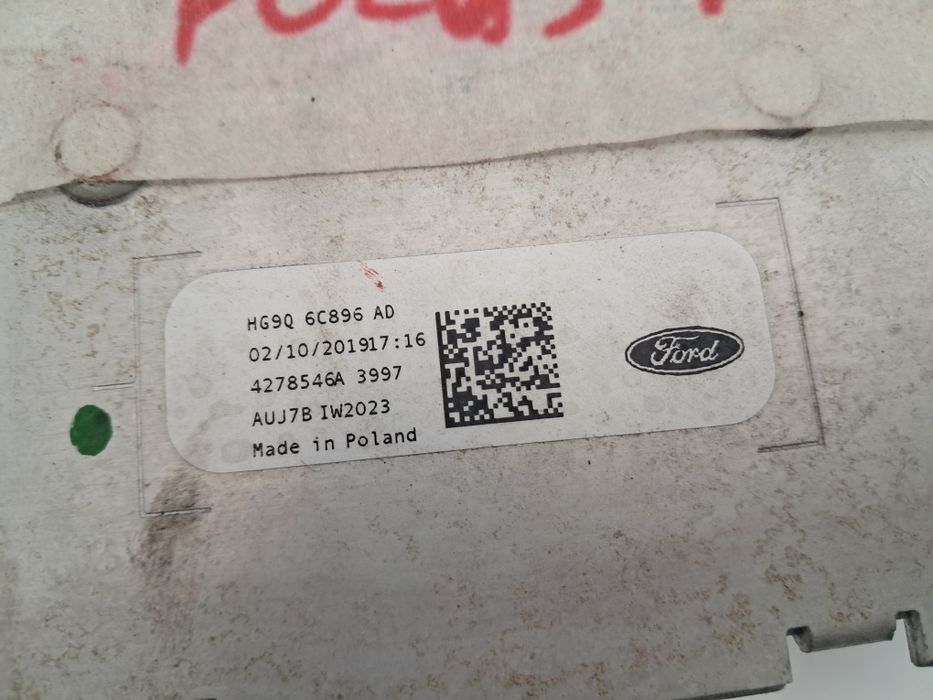 HG9Q 6C896 AD
02/10/201917:16
4278546A 3997
AUJ7B IW2023
Made in Poland
Ford